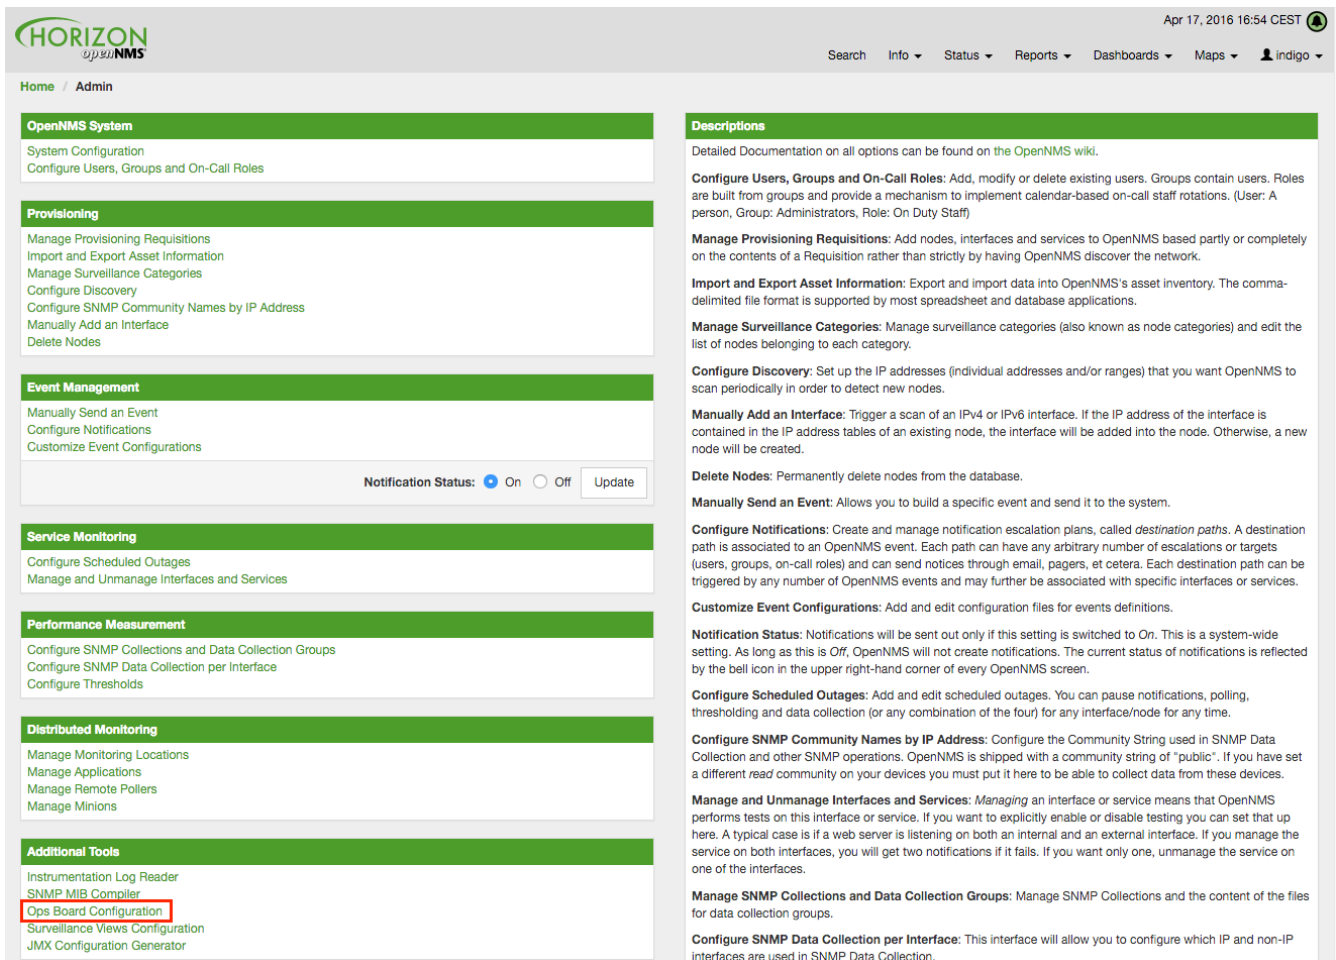 HORIZON
openNMS
Apr 17, 2016 16:54 CEST
Search Info Status Reports Dashboards Maps indigo
Home / Admin
OpenNMS System
System Configuration
Configure Users, Groups and On-Call Roles
Provisioning
Manage Provisioning Requisitions
Import and Export Asset Information
Manage Surveillance Categories
Configure Discovery
Configure SNMP Community Names by IP Address
Manually Add an Interface
Delete Nodes
Event Management
Manually Send an Event
Configure Notifications
Customize Event Configurations
Notification Status: On Off Update
Service Monitoring
Configure Scheduled Outages
Manage and Unmanage Interfaces and Services
Performance Measurement
Configure SNMP Collections and Data Collection Groups
Configure SNMP Data Collection per Interface
Configure Thresholds
Distributed Monitoring
Manage Monitoring Locations
Manage Applications
Manage Remote Pollers
Manage Minions
Additional Tools
Instrumentation Log Reader
SNMP MIB Compiler
Ops Board Configuration
Surveillance Views Configuration
JMX Configuration Generator
Descriptions
Detailed Documentation on all options can be found on the OpenNMS wiki.
Configure Users, Groups and On-Call Roles: Add, modify or delete existing users. Groups contain users. Roles
are built from groups and provide a mechanism to implement calendar-based on-call staff rotations. (User: A
person, Group: Administrators, Role: On Duty Staff)
Manage Provisioning Requisitions: Add nodes, interfaces and services to OpenNMS based partly or completely
on the contents of a Requisition rather than strictly by having OpenNMS discover the network.
Import and Export Asset Information: Export and import data into OpenNMS's asset inventory. The comma-
delimited file format is supported by most spreadsheet and database applications.
Manage Surveillance Categories: Manage surveillance categories (also known as node categories) and edit the
list of nodes belonging to each category.
Configure Discovery: Set up the IP addresses (individual addresses and/or ranges) that you want OpenNMS to
scan periodically in order to detect new nodes.
Manually Add an Interface: Trigger a scan of an IPv4 or IPv6 interface. If the IP address of the interface is
contained in the IP address tables of an existing node, the interface will be added into the node. Otherwise, a new
node will be created.
Delete Nodes: Permanently delete nodes from the database.
Manually Send an Event: Allows you to build a specific event and send it to the system.
Configure Notifications: Create and manage notification escalation plans, called destination paths. A destination
path is associated to an OpenNMS event. Each path can have any arbitrary number of escalations or targets
(users, groups, on-call roles) and can send notices through email, pagers, et cetera. Each destination path can be
triggered by any number of OpenNMS events and may further be associated with specific interfaces or services.
Customize Event Configurations: Add and edit configuration files for events definitions.
Notification Status: Notifications will be sent out only if this setting is switched to On. This is a system-wide
setting. As long as this is Off, OpenNMS will not create notifications. The current status of notifications is reflected
by the bell icon in the upper right-hand corner of every OpenNMS screen.
Configure Scheduled Outages: Add and edit scheduled outages. You can pause notifications, polling,
thresholding and data collection (or any combination of the four) for any interface/node for any time.
Configure SNMP Community Names by IP Address: Configure the Community String used in SNMP Data
Collection and other SNMP operations. OpenNMS is shipped with a community string of "public". If you have set
a different read community on your devices you must put it here to be able to collect data from these devices.
Manage and Unmanage Interfaces and Services: Managing an interface or service means that OpenNMS
performs tests on this interface or service. If you want to explicitly enable or disable testing you can set that up
here. A typical case is if a web server is listening on both an internal and an external interface. If you manage the
service on both interfaces, you will get two notifications if it fails. If you want only one, unmanage the service on
one of the interfaces.
Manage SNMP Collections and Data Collection Groups: Manage SNMP Collections and the content of the files
for data collection groups.
Configure SNMP Data Collection per Interface: This interface will allow you to configure which IP and non-IP
interfaces are used in SNMP Data Collection.